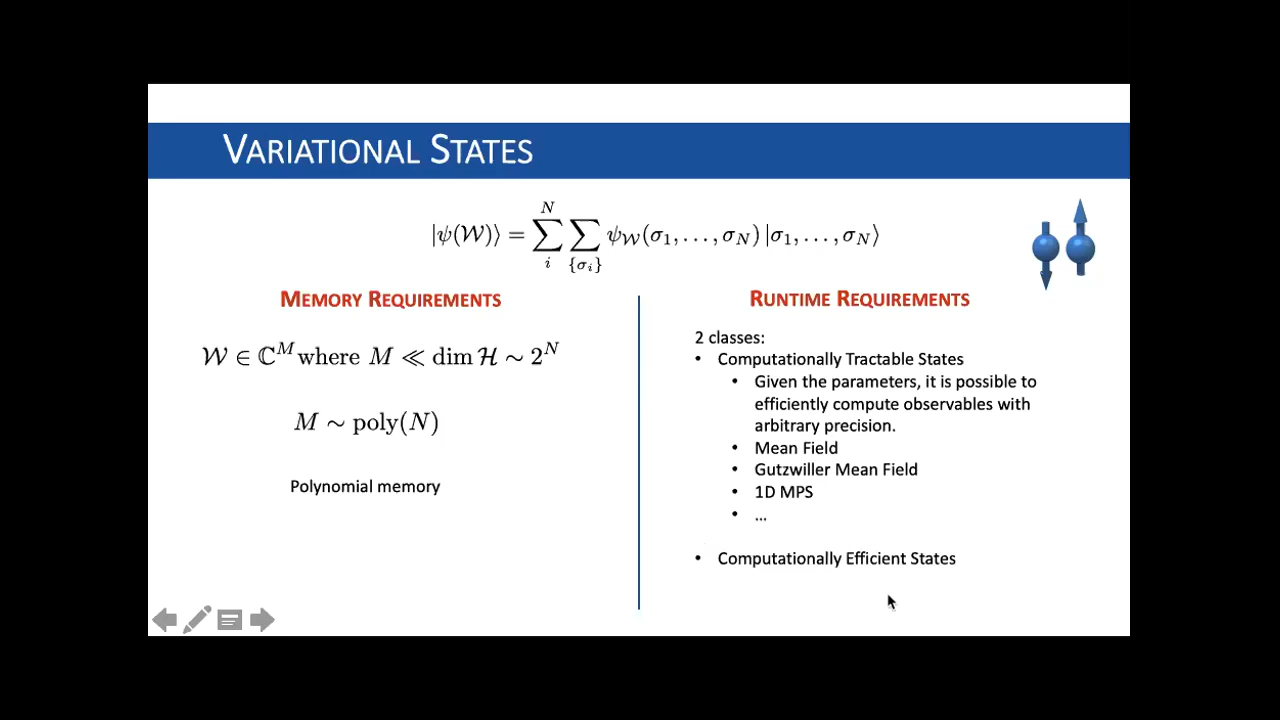 VARIATIONAL STATES
|ψ(𝒲)⟩ = ∑_i^N ∑_{σ_i} ψ_𝒲(σ_1, . . . , σ_N) |σ_1, . . . , σ_N⟩
MEMORY REQUIREMENTS
𝒲 ∈ ℂ^M where M ≪ dim ℋ ∼ 2^N
M ∼ poly(N)
Polynomial memory
RUNTIME REQUIREMENTS
2 classes:
• Computationally Tractable States
• Given the parameters, it is possible to
efficiently compute observables with
arbitrary precision.
• Mean Field
• Gutzwiller Mean Field
• 1D MPS
• ...
• Computationally Efficient States